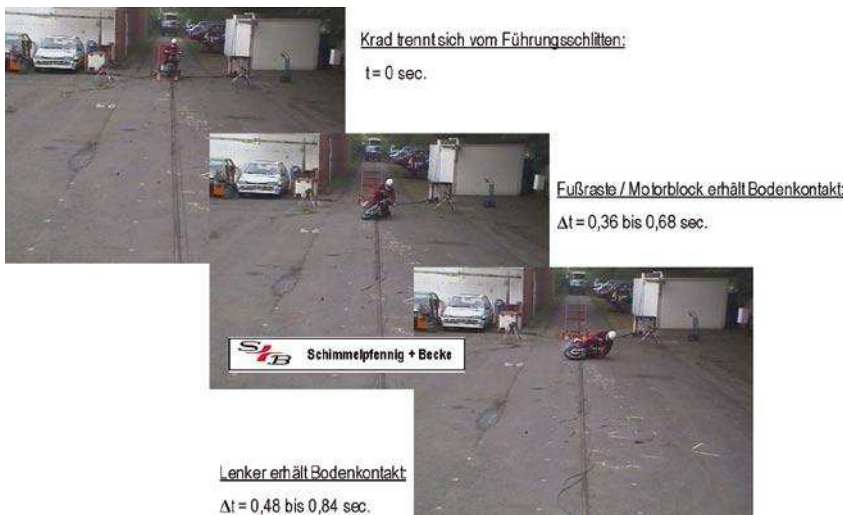 Krad trennt sich vom Führungsschlitten:
t = 0 sec.
Fußraste / Motorblock erhält Bodenkontakt:
Δt = 0,36 bis 0,68 sec.
S+B Schimmelpfennig + Becke
Lenker erhält Bodenkontakt:
Δt = 0,48 bis 0,84 sec.